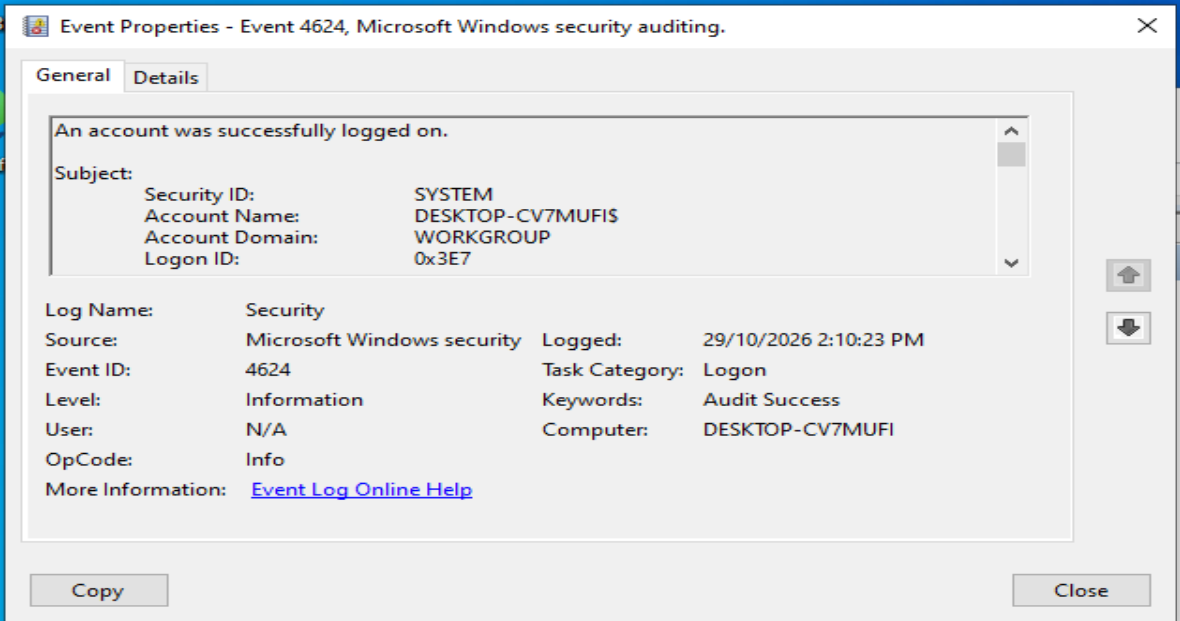 Event Properties - Event 4624, Microsoft Windows security auditing.
General Details
An account was successfully logged on.
Subject:
Security ID: SYSTEM
Account Name: DESKTOP-CV7MUFI$
Account Domain: WORKGROUP
Logon ID: 0x3E7
Log Name: Security
Source: Microsoft Windows security Logged: 29/10/2026 2:10:23 PM
Event ID: 4624 Task Category: Logon
Level: Information Keywords: Audit Success
User: N/A Computer: DESKTOP-CV7MUFI
OpCode: Info
More Information: Event Log Online Help
Copy Close